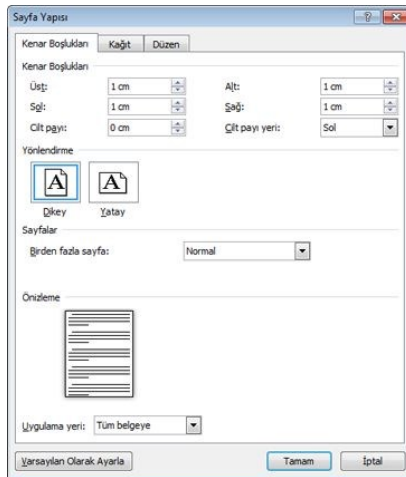 Sayfa Yapısı
Kenar Boşlukları Kağıt Düzen
Kenar Boşlukları
Üst: 1 cm Alt: 1 cm
Sol: 1 cm Sağ: 1 cm
Cilt payı: 0 cm Cilt payı yeri: Sol
Yönlendirme
A A
Dikey Yatay
Sayfalar
Birden fazla sayfa: Normal
Önizleme
Uygulama yeri: Tüm belgeye
Varsayılan Olarak Ayarla Tamam İptal